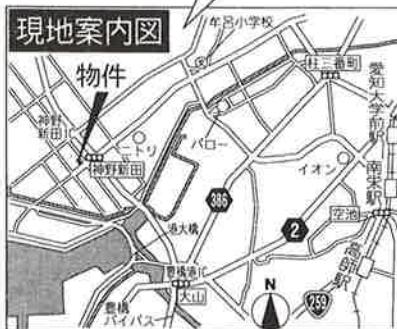 現地案内図
牟呂小学校
文
柱三番町
愛知大学前駅
物件
神野新田IC
ニトリ
バロー
南栄駅
神野新田
イオン
386
空池
2
港大橋
高師駅
豊橋港IC
大山
N
259
豊橋バイパス